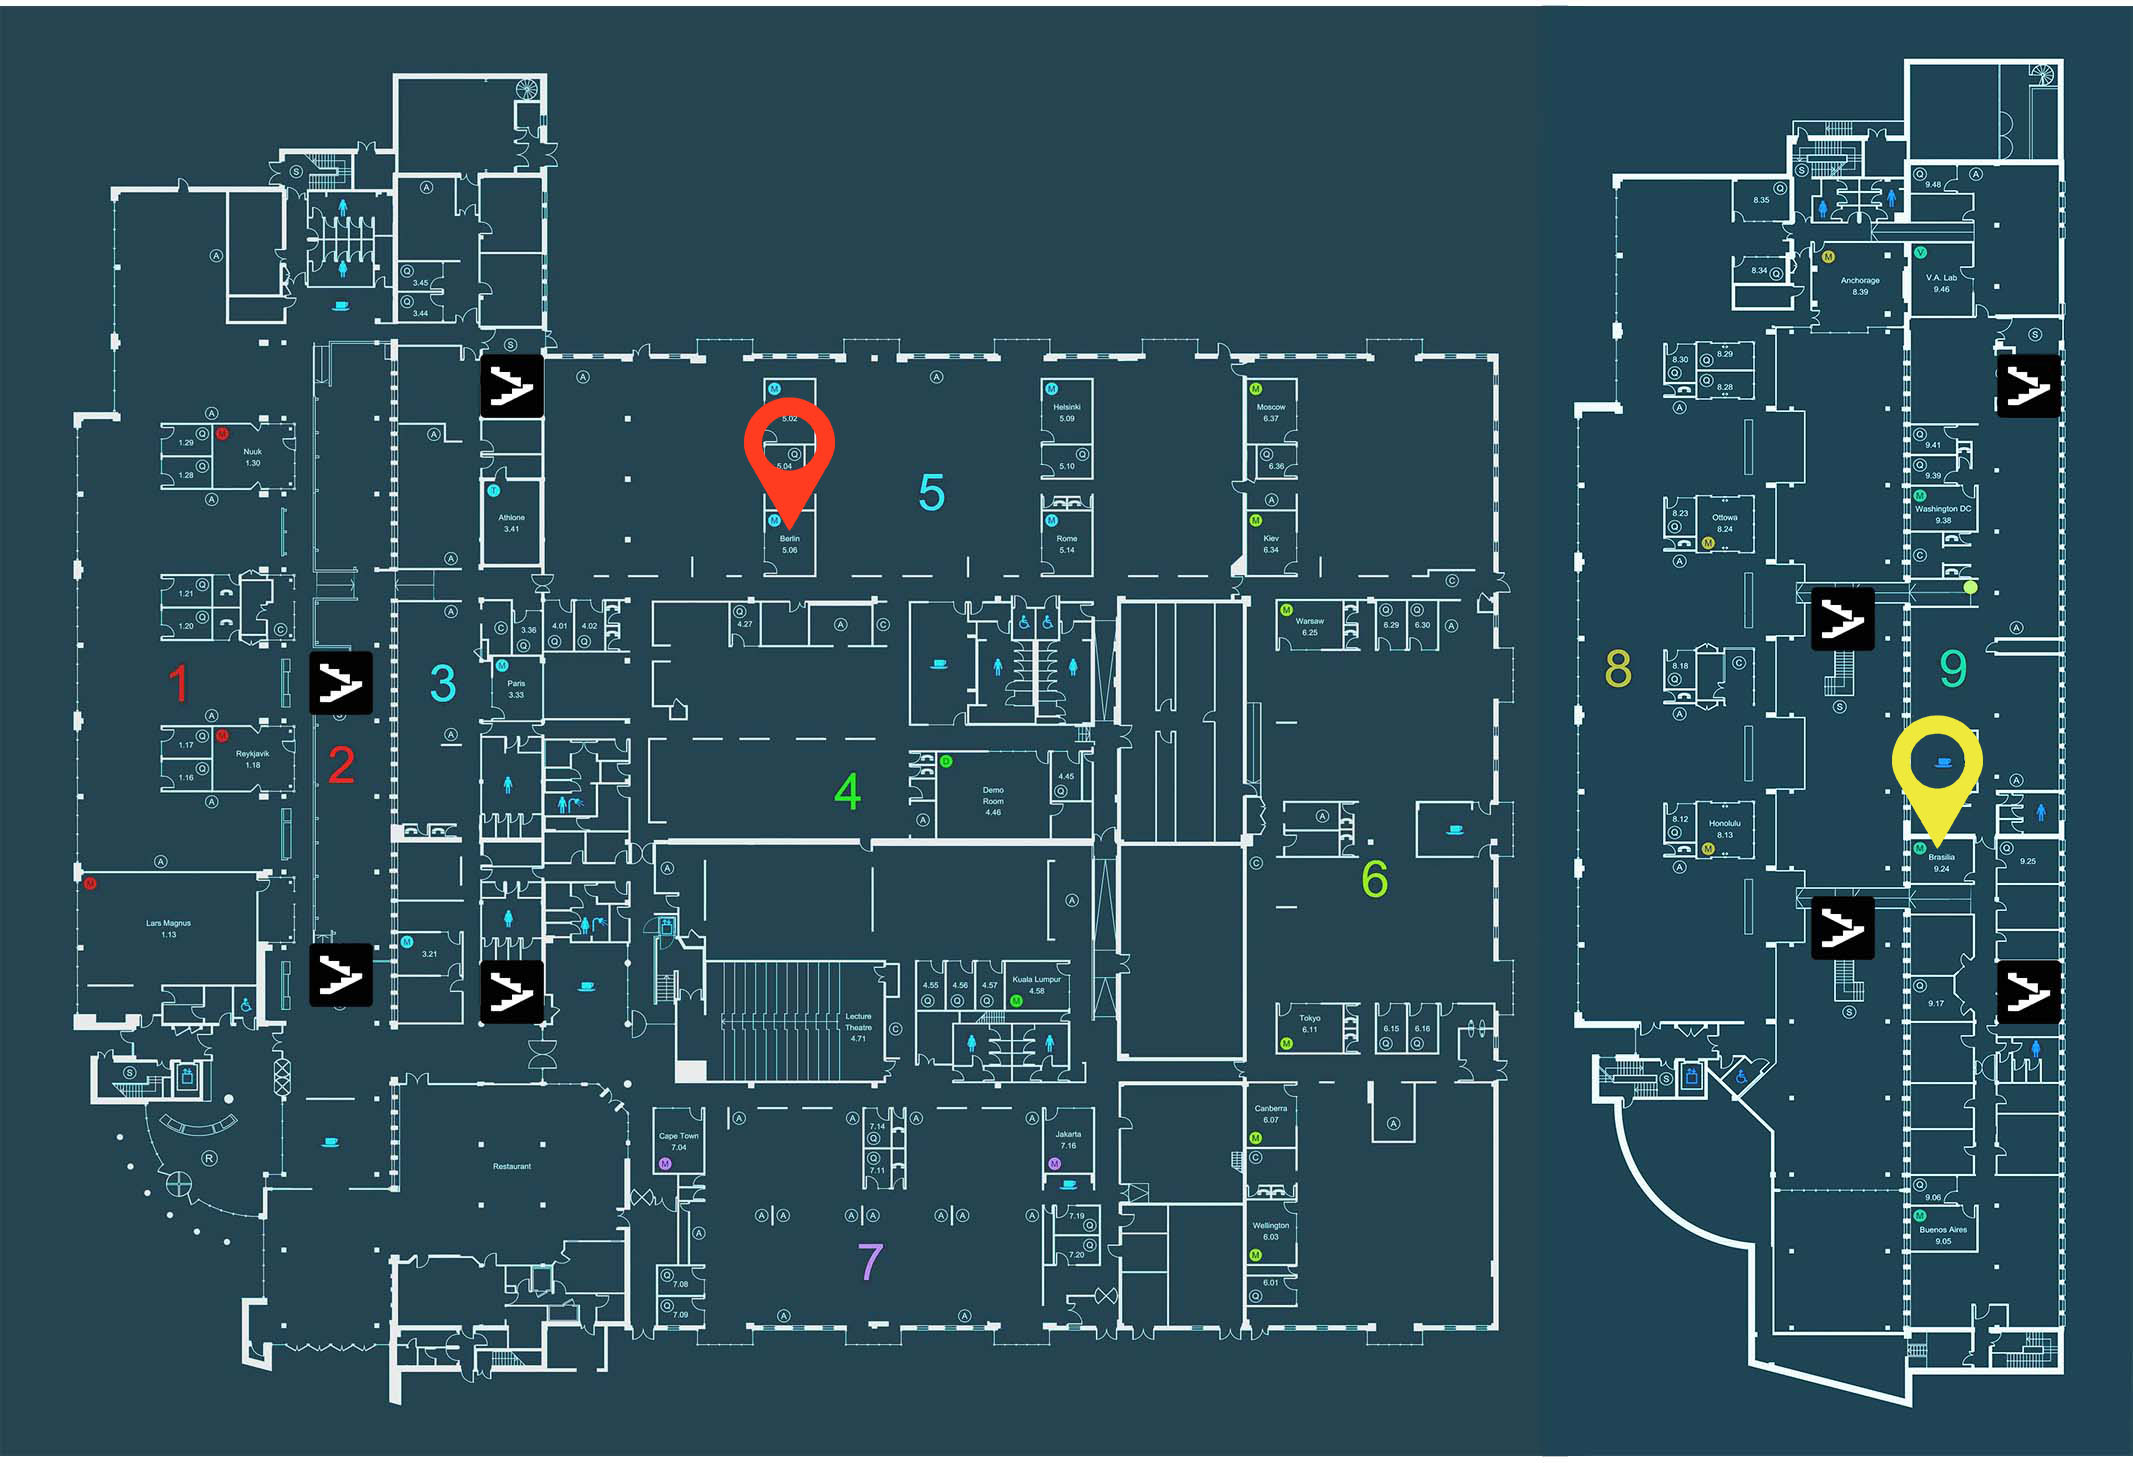 S
A
A
Q
3.45
Q
3.44
S
A
A
M
5.02
Q
5.04
M
Berlin
5.06
M
Helsinki
5.09
Q
5.10
M
Rome
5.14
5
M
Moscow
6.37
Q
6.36
A
M
Kiev
6.34
C
A
1.29
Q
1.28
Q
M
Nuuk
1.30
A
A
T
Athlone
3.41
A
1.21
Q
1.20
Q
C
1
A
1.17
Q
1.16
Q
M
Reykjavik
1.18
A
2
A
3
A
C
3.36
Q
M
Paris
3.33
4.01
Q
4.02
Q
Q
4.27
A
C
4
D
Demo
Room
4.46
4.45
Q
A
M
Warsaw
6.25
Q
6.29
Q
6.30
A
A
6
C
A
M
Lars Magnus
1.13
M
3.21
A
A
4.55
Q
4.56
Q
4.57
Q
Kuala Lumpur
4.58
M
Lecture
Theatre
4.71
C
Tokyo
6.11
M
6.15
Q
6.16
Q
S
R
Restaurant
Cape Town
7.04
M
A
A
7.14
Q
Q
7.11
A
A
Jakarta
7.16
M
A
A
A
A
A
A
A
A
7
7.19
Q
Q
7.20
Q
7.08
Q
7.09
A
A
Canberra
6.07
M
C
Wellington
6.03
M
6.01
Q
A
S
Q
8.35
8.34
Q
M
Anchorage
8.39
Q
9.48
A
V
V.A. Lab
9.46
S
8.30
Q
Q
8.29
Q
8.28
A
8.23
Q
Ottowa
8.24
M
A
8
8.18
Q
C
A
S
8.12
Q
Honolulu
8.13
M
A
S
Q
9.41
Q
9.39
M
Washington DC
9.38
C
A
9
A
M
Brasilia
9.24
Q
9.25
Q
9.17
S
Q
9.06
M
Buenos Aires
9.05